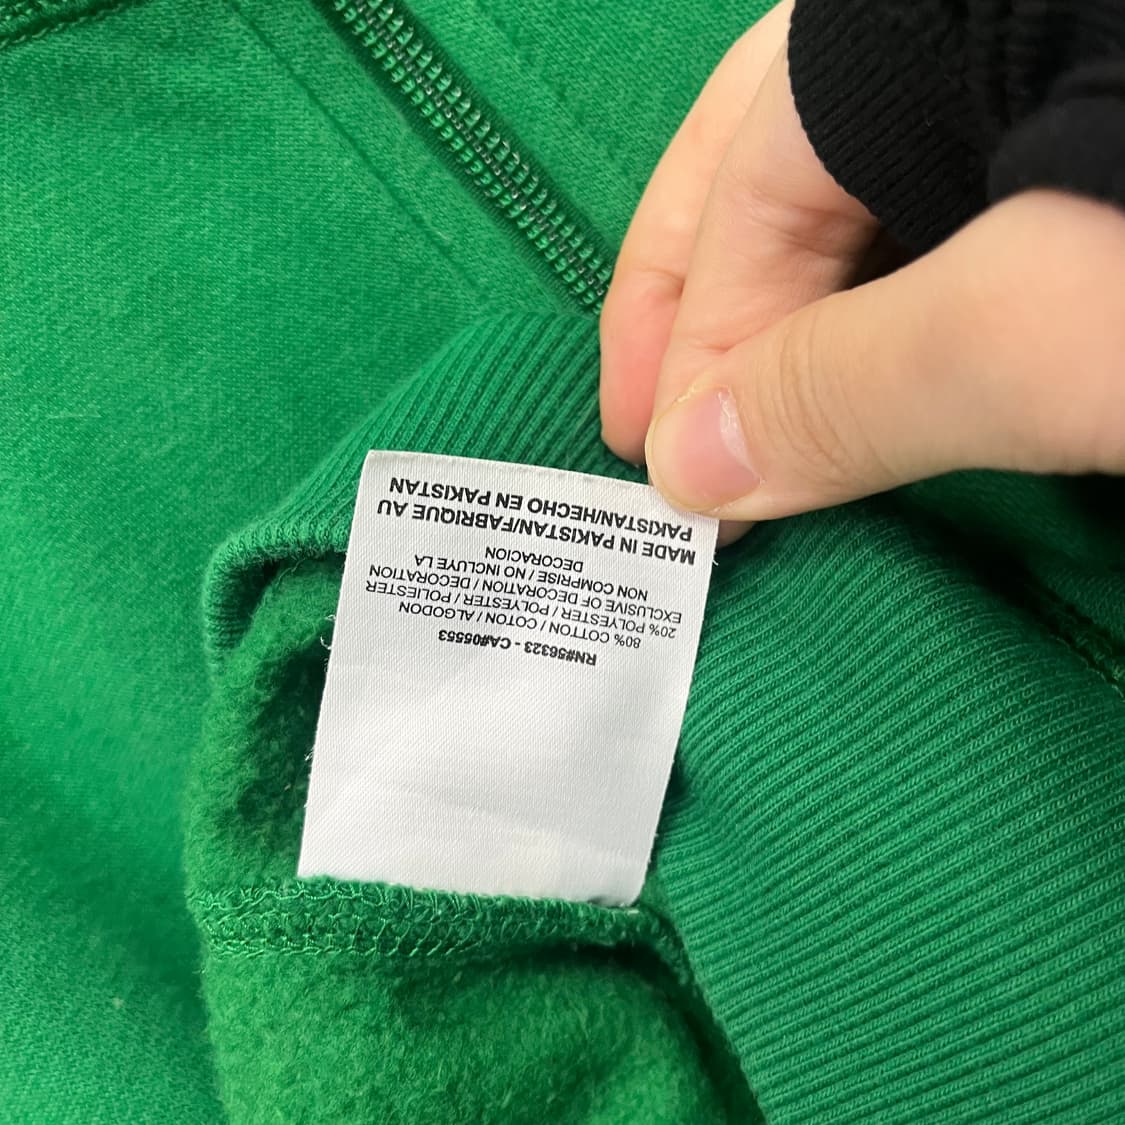 RN#56323 - CA#05553
80% COTTON / COTON / ALGODON
20% POLYESTER / POLYESTER / POLIESTER
EXCLUSIVE OF DECORATION / DECORATION
NON COMPRISE / NO INCLUYE LA
DECORACION
MADE IN PAKISTAN/FABRIQUE AU
PAKISTAN/HECHO EN PAKISTAN